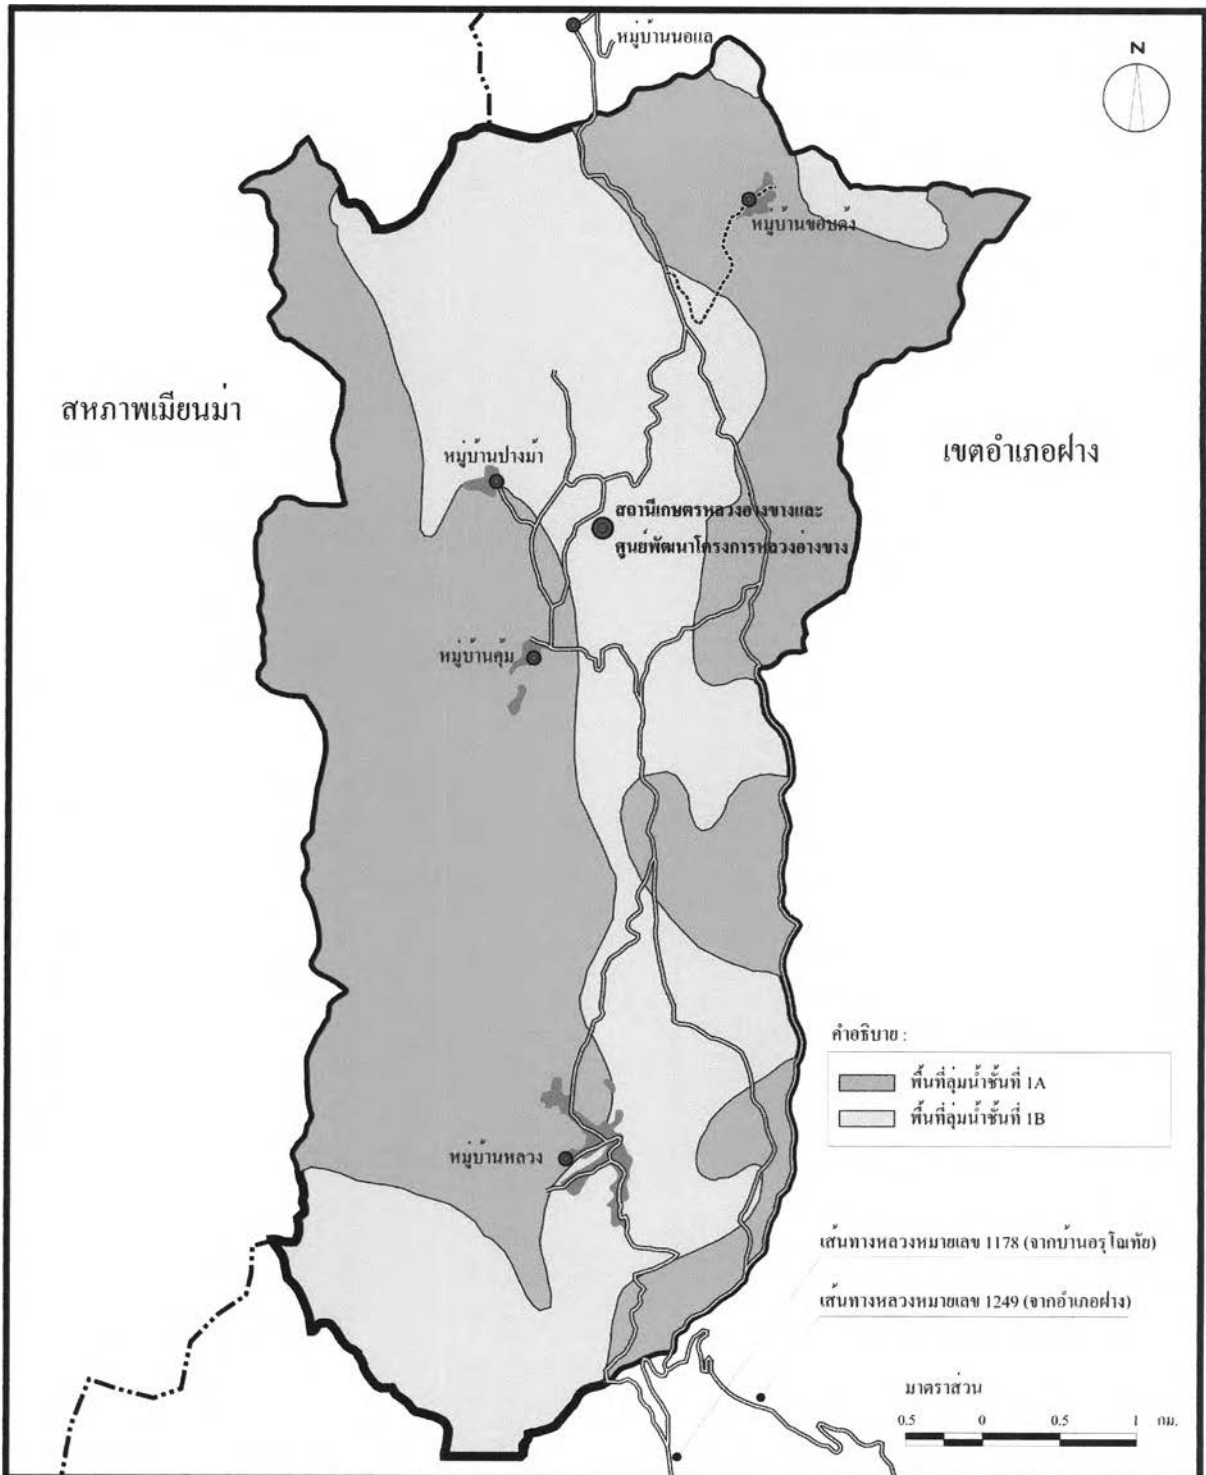 หมู่บ้านนอแล
N
หมู่บ้านขอบด้ง
สหภาพเมียนม่า
เขตอำเภอฝาง
หมู่บ้านปางม้า
สถานีเกษตรหลวงอ่างขางและ
ศูนย์พัฒนาโครงการหลวงอ่างขาง
หมู่บ้านคุ้ม
คำอธิบาย :
พื้นที่ลุ่มน้ำชั้นที่ 1A
พื้นที่ลุ่มน้ำชั้นที่ 1B
หมู่บ้านหลวง
เส้นทางหลวงหมายเลข 1178 (จากบ้านอรุโณทัย)
เส้นทางหลวงหมายเลข 1249 (จากอำเภอฝาง)
มาตราส่วน
0.5 0 0.5 1 กม.